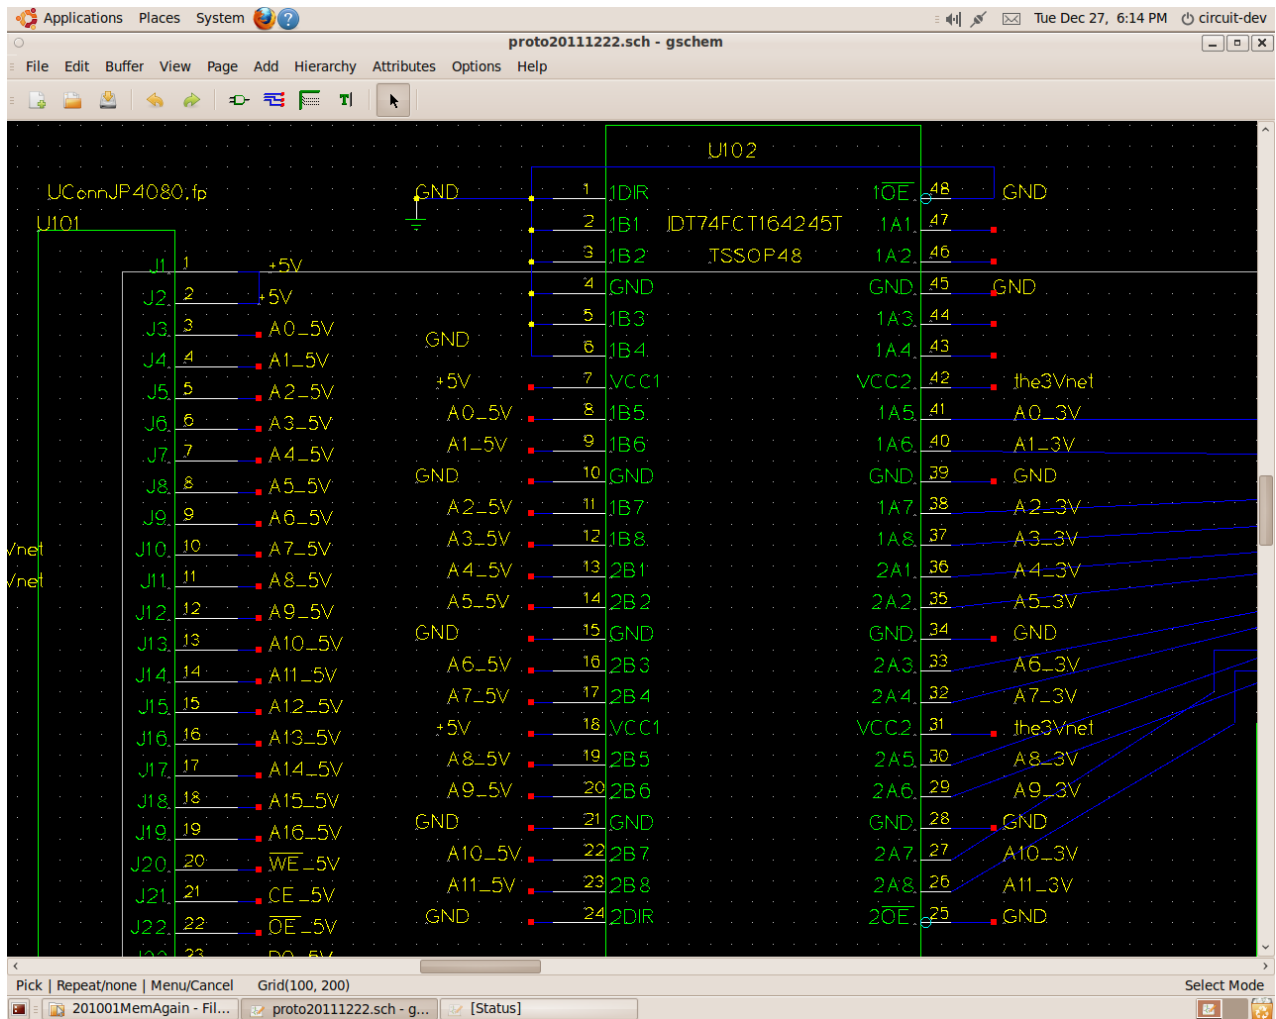 Applications Places System Tue Dec 27, 6:14 PM circuit-dev
proto20111222.sch - gschem
File Edit Buffer View Page Add Hierarchy Attributes Options Help
U102
UConnJP4080.fp GND 1 1DIR 1OE 48 GND
U101 2 1B1 IDT74FCT164245T 1A1 47
3 1B2 TSSOP48 1A2 46
J1 1 +5V
4 GND GND 45 GND
J2 2 +5V
5 1B3 1A3 44
J3 3 A0_5V
GND
6 1B4 1A4 43
J4 4 A1_5V
+5V 7 VCC1 VCC2 42 the3Vnet
J5 5 A2_5V
A0_5V 8 1B5 1A5 41 A0_3V
J6 6 A3_5V
A1_5V 9 1B6 1A6 40 A1_3V
J7 7 A4_5V
GND 10 GND GND 39 GND
J8 8 A5_5V
A2_5V 11 1B7 1A7 38 A2_3V
J9 9 A6_5V
A3_5V 12 1B8 1A8 37 A3_3V
Vnet J10 10 A7_5V
A4_5V 13 2B1 2A1 36 A4_3V
Vnet J11 11 A8_5V
A5_5V 14 2B2 2A2 35 A5_3V
J12 12 A9_5V
GND 15 GND GND 34 GND
J13 13 A10_5V
A6_5V 16 2B3 2A3 33 A6_3V
J14 14 A11_5V
A7_5V 17 2B4 2A4 32 A7_3V
J15 15 A12_5V
+5V 18 VCC1 VCC2 31 the3Vnet
J16 16 A13_5V
A8_5V 19 2B5 2A5 30 A8_3V
J17 17 A14_5V
A9_5V 20 2B6 2A6 29 A9_3V
J18 18 A15_5V
GND 21 GND GND 28 GND
J19 19 A16_5V
A10_5V 22 2B7 2A7 27 A10_3V
J20 20 WE_5V
A11_5V 23 2B8 2A8 26 A11_3V
J21 21 CE_5V
GND 24 2DIR 2OE 25 GND
J22 22 OE_5V
J23 23 D0_5V
Pick | Repeat/none | Menu/Cancel Grid(100, 200) Select Mode
201001MemAgain - Fil... proto20111222.sch - g... [Status]